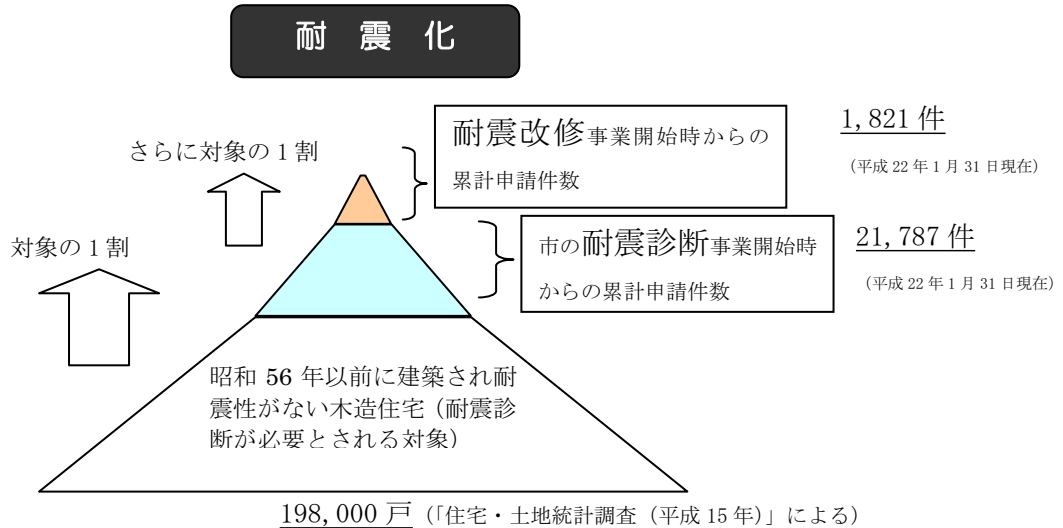 耐 震 化
耐震改修事業開始時からの
累計申請件数
1,821 件
(平成 22 年 1 月 31 日現在)
さらに対象の 1 割
対象の 1 割
市の耐震診断事業開始時
からの累計申請件数
21,787 件
(平成 22 年 1 月 31 日現在)
昭和 56 年以前に建築され耐
震性がない木造住宅(耐震診
断が必要とされる対象)
198,000 戸(「住宅・土地統計調査(平成 15 年)」による)